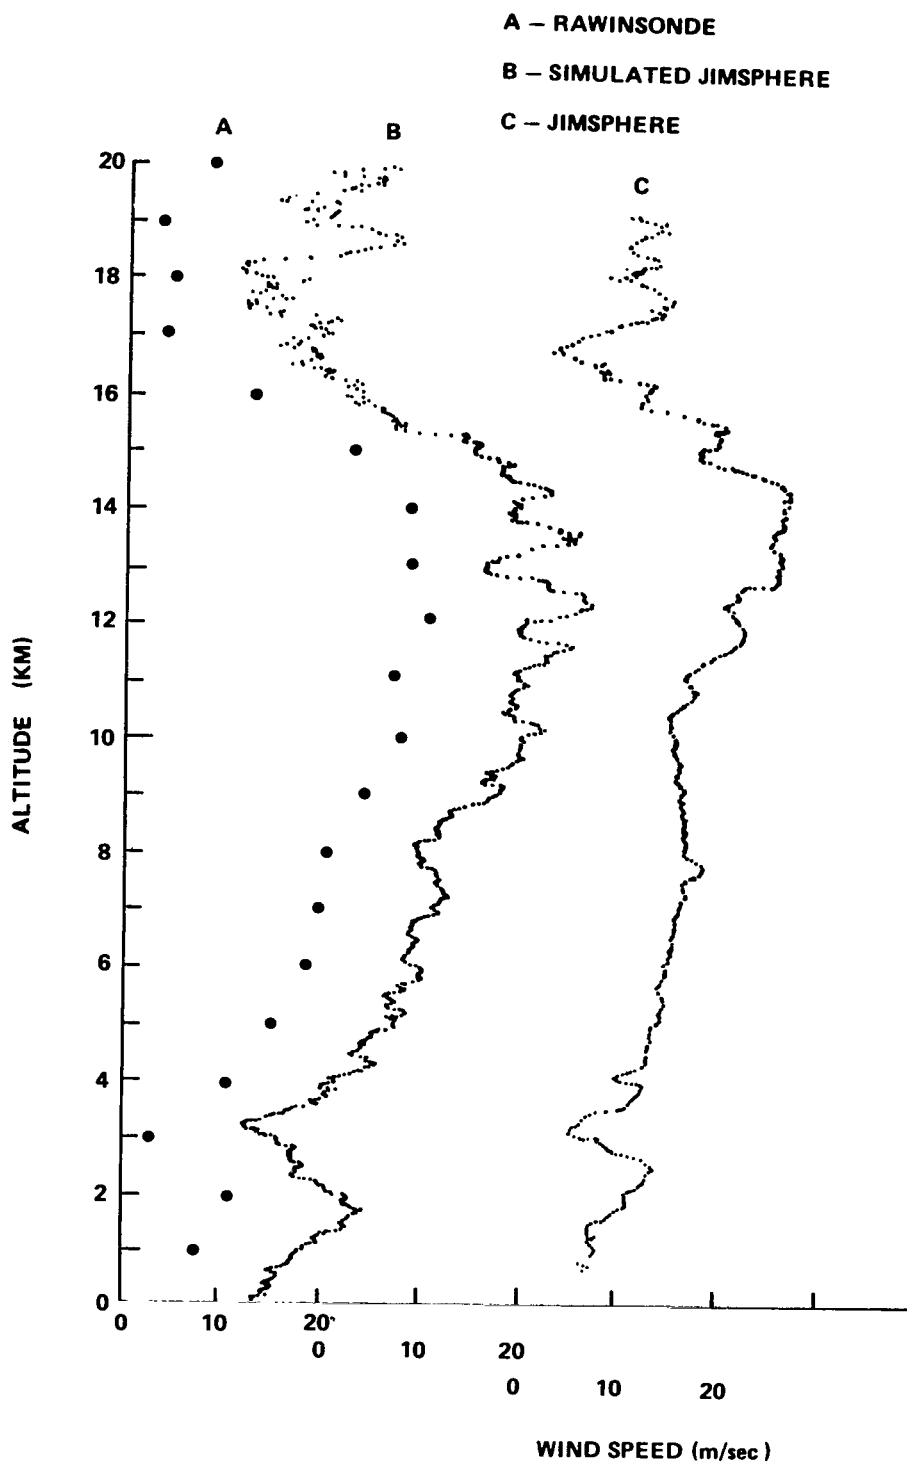 A – RAWINSONDE
B – SIMULATED JIMSPHERE
C – JIMSPHERE
A
B
C
20
18
16
14
12
10
8
6
4
2
0
ALTITUDE (KM)
0 10 20
0 10 20
0 10 20
WIND SPEED (m/sec)